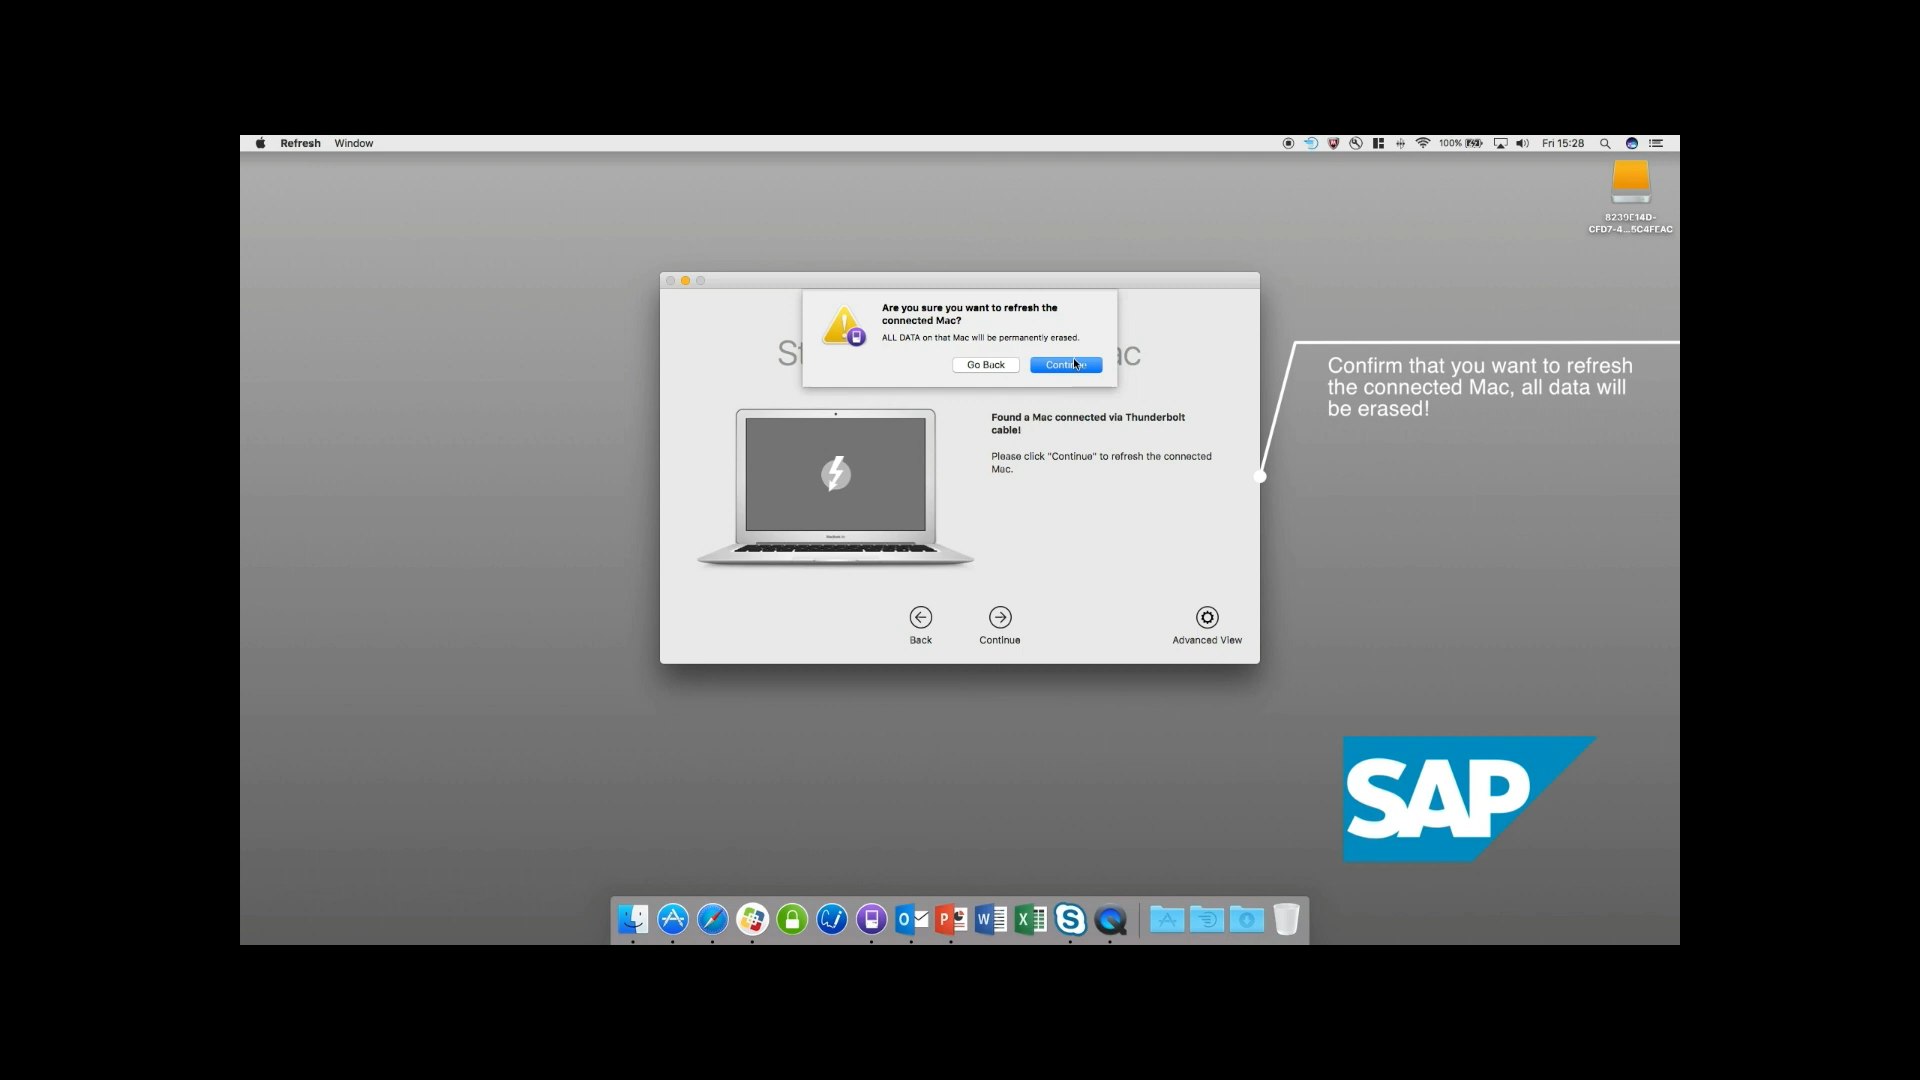 Refresh Window
100% Fri 15:28
8239E14D-
CFD7-4...5C4FEAC
Are you sure you want to refresh the
connected Mac?
ALL DATA on that Mac will be permanently erased.
Go Back
Found a Mac connected via Thunderbolt
cable!
Please click "Continue" to refresh the connected
Mac.
Back
Continue
Advanced View
Confirm that you want to refresh
the connected Mac, all data will
be erased!
SAP